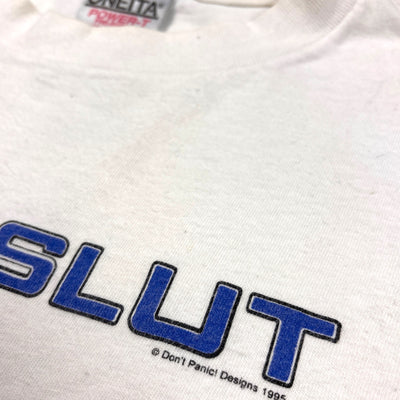 ONEITA®
POWER-T
SLUT
© Don't Panic! Designs 1995